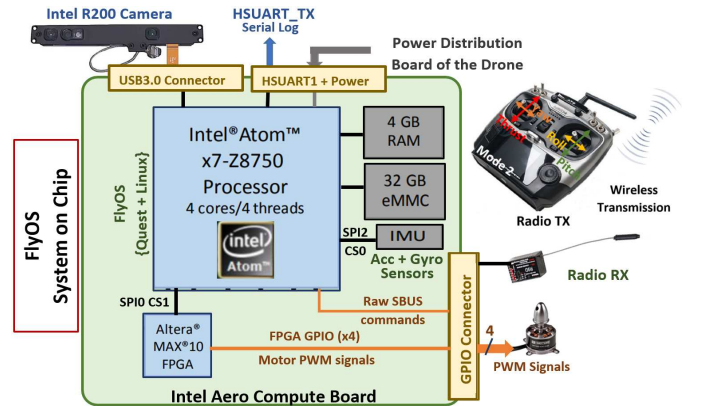 Intel R200 Camera
HSUART_TX
Serial Log
Power Distribution
Board of the Drone
USB3.0 Connector
HSUART1 + Power
Intel®Atom™
x7-Z8750
Processor
4 cores/4 threads
intel
Atom™
4 GB
RAM
32 GB
eMMC
SPI2
CS0
IMU
Acc + Gyro
Sensors
FlyOS
{Quest + Linux}
FlyOS
System on Chip
SPI0 CS1
Altera®
MAX®10
FPGA
Raw SBUS
commands
FPGA GPIO (x4)
Motor PWM signals
GPIO Connector
4
PWM Signals
Radio RX
Thrust
Yaw
Roll
Pitch
Mode 2
Radio TX
Wireless
Transmission
Intel Aero Compute Board